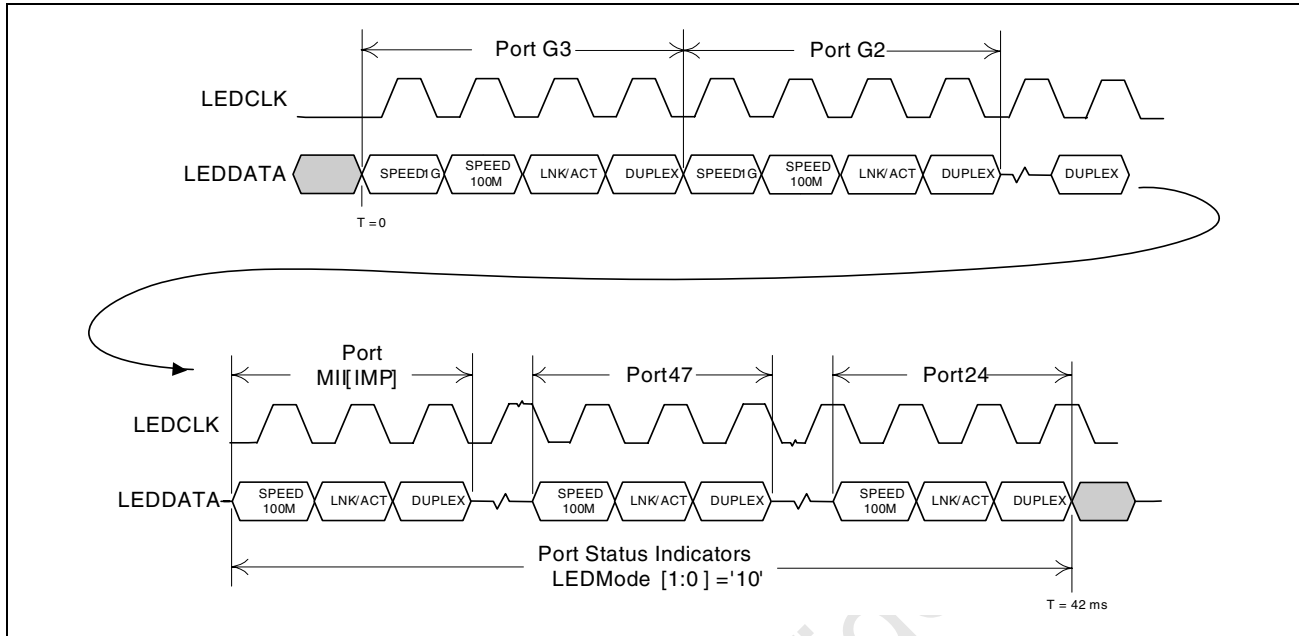 Port G3
Port G2
LEDCLK
LEDDATA
SPEED1G
SPEED 100M
LNK/ACT
DUPLEX
SPEED1G
SPEED 100M
LNK/ACT
DUPLEX
DUPLEX
T = 0
Port MII[IMP]
Port47
Port24
LEDCLK
LEDDATA
SPEED 100M
LNK/ACT
DUPLEX
SPEED 100M
LNK/ACT
DUPLEX
SPEED 100M
LNK/ACT
DUPLEX
Port Status Indicators
LEDMode [1:0 ] ='10'
T = 42 ms